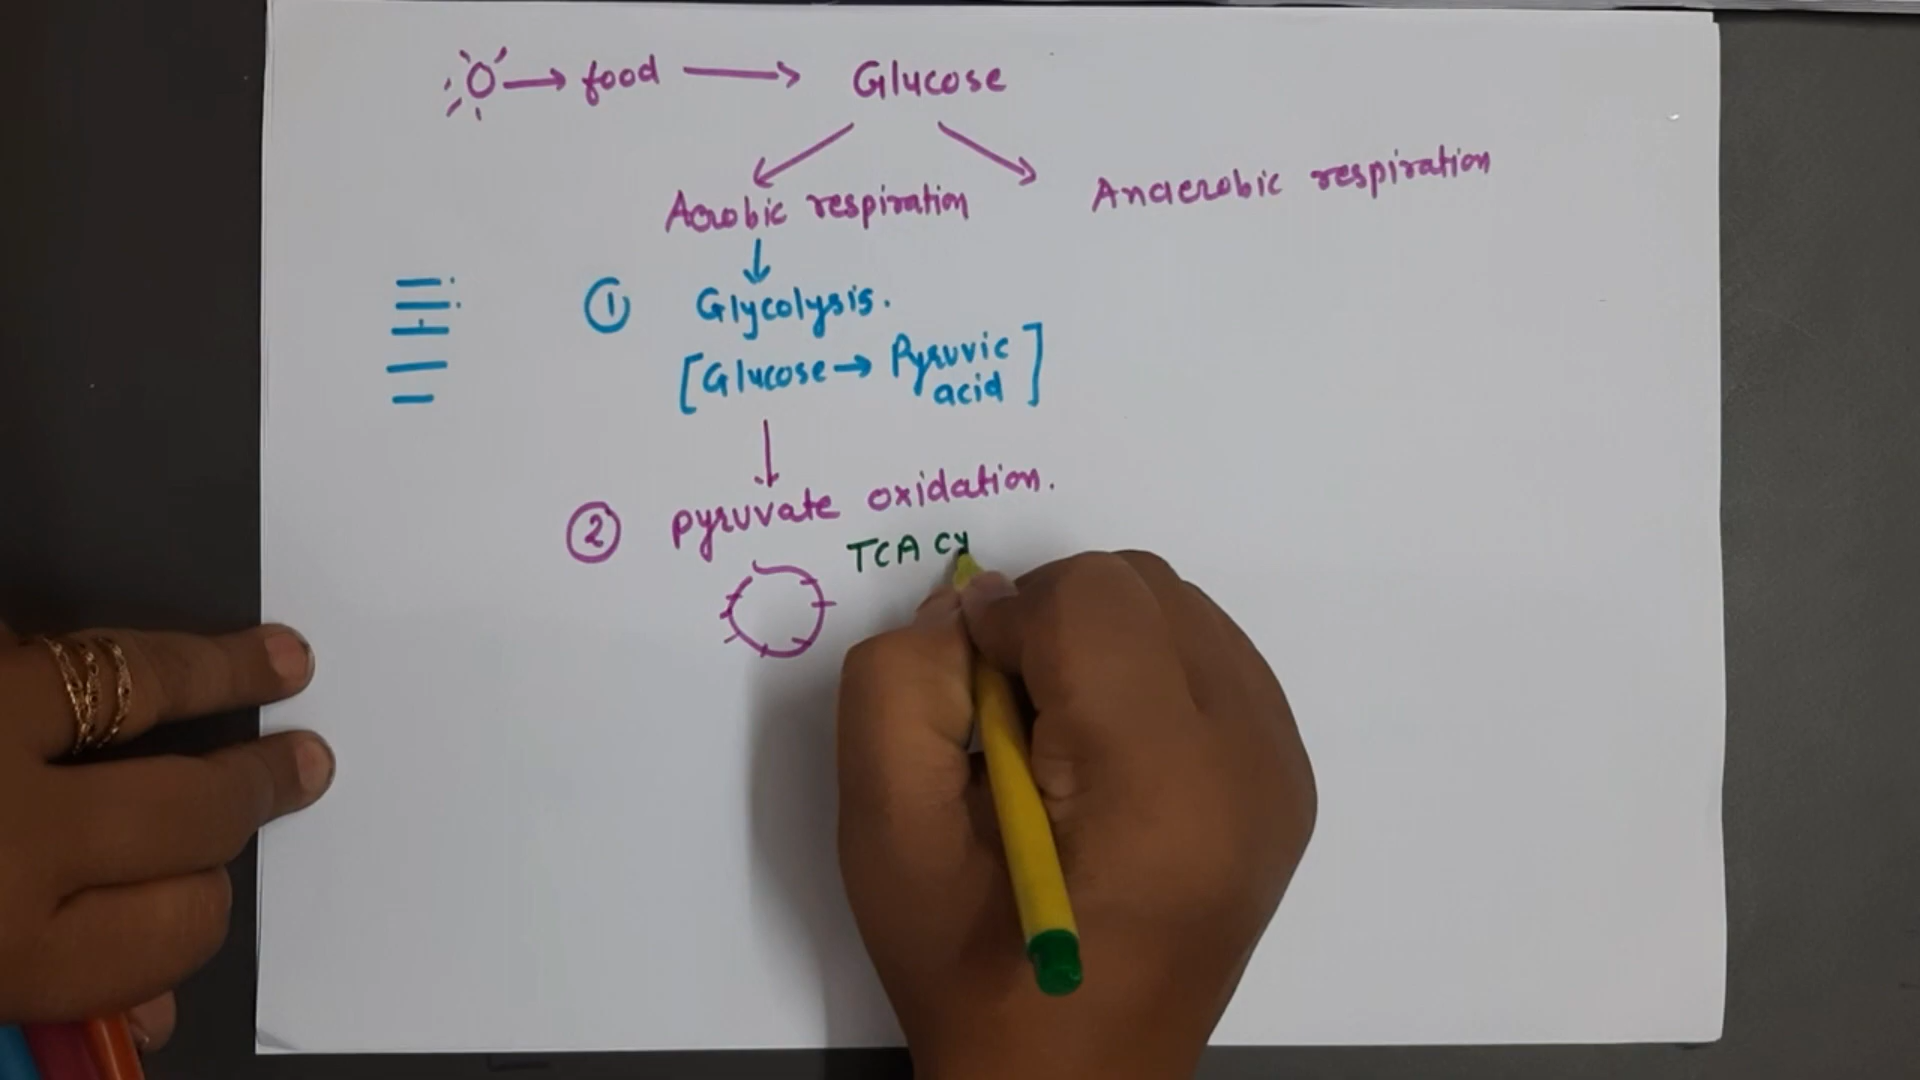 food → Glucose
Aerobic respiration
Anaerobic respiration
① Glycolysis.
[Glucose → Pyruvic
acid]
② pyruvate oxidation.
TCA cy